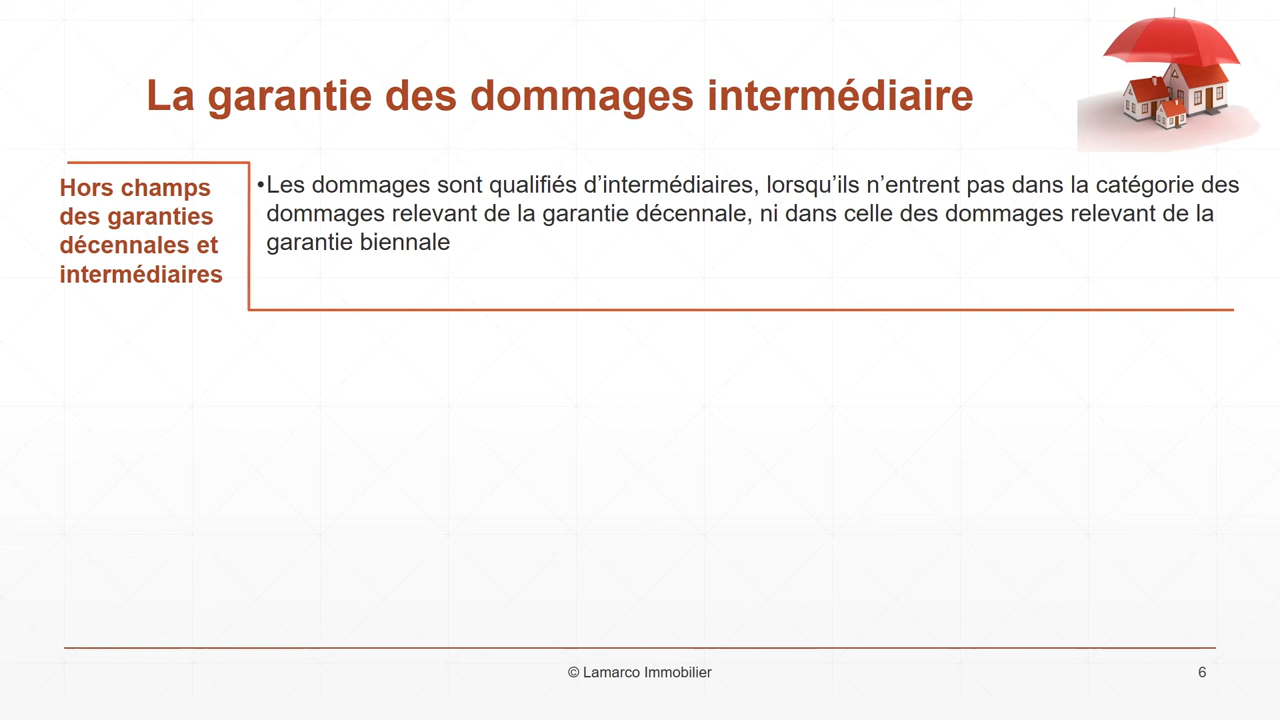 La garantie des dommages intermédiaire
Hors champs
des garanties
décennales et
intermédiaires
•Les dommages sont qualifiés d’intermédiaires, lorsqu’ils n’entrent pas dans la catégorie des
dommages relevant de la garantie décennale, ni dans celle des dommages relevant de la
garantie biennale
© Lamarco Immobilier
6